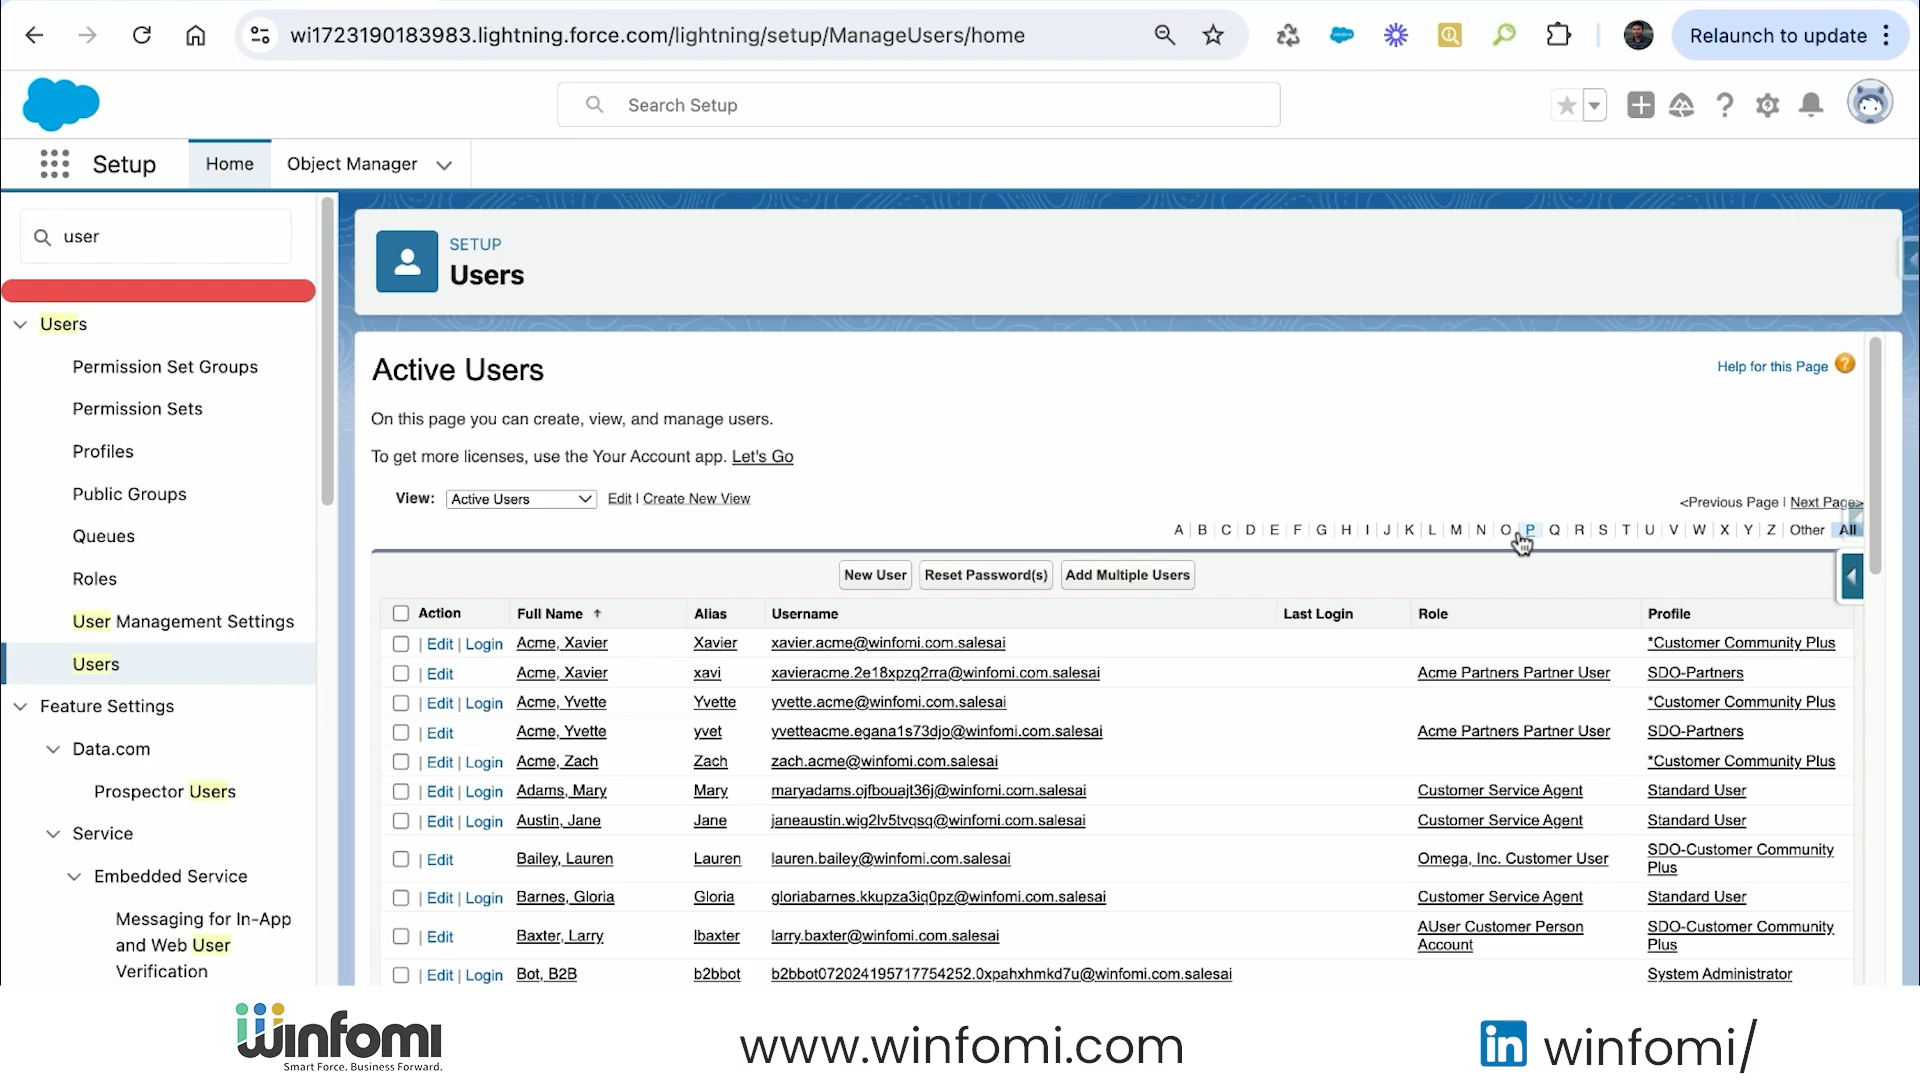 wi1723190183983.lightning.force.com/lightning/setup/ManageUsers/home
Relaunch to update
Search Setup
Setup
Home
Object Manager
user
Users
Permission Set Groups
Permission Sets
Profiles
Public Groups
Queues
Roles
User Management Settings
Users
Feature Settings
Data.com
Prospector Users
Service
Embedded Service
Messaging for In-App
and Web User
Verification
SETUP
Users
Active Users
Help for this Page
On this page you can create, view, and manage users.
To get more licenses, use the Your Account app. Let's Go
View: Active Users Edit | Create New View
<Previous Page | Next Page>
A | B | C | D | E | F | G | H | I | J | K | L | M | N | O | P | Q | R | S | T | U | V | W | X | Y | Z | Other | All
New User Reset Password(s) Add Multiple Users
Action Full Name Alias Username Last Login Role Profile
| Edit | Login Acme, Xavier Xavier xavier.acme@winfomi.com.salesai *Customer Community Plus
| Edit Acme, Xavier xavi xavieracme.2e18xpzq2rra@winfomi.com.salesai Acme Partners Partner User SDO-Partners
| Edit | Login Acme, Yvette Yvette yvette.acme@winfomi.com.salesai *Customer Community Plus
| Edit Acme, Yvette yvet yvetteacme.egana1s73djo@winfomi.com.salesai Acme Partners Partner User SDO-Partners
| Edit | Login Acme, Zach Zach zach.acme@winfomi.com.salesai *Customer Community Plus
| Edit | Login Adams, Mary Mary maryadams.ojfbouajt36j@winfomi.com.salesai Customer Service Agent Standard User
| Edit | Login Austin, Jane Jane janeaustin.wig2lv5tvqsq@winfomi.com.salesai Customer Service Agent Standard User
| Edit Bailey, Lauren Lauren lauren.bailey@winfomi.com.salesai Omega, Inc. Customer User SDO-Customer Community
Plus
| Edit | Login Barnes, Gloria Gloria gloriabarnes.kkupza3iq0pz@winfomi.com.salesai Customer Service Agent Standard User
| Edit Baxter, Larry lbaxter larry.baxter@winfomi.com.salesai AUser Customer Person SDO-Customer Community
Account Plus
| Edit | Login Bot, B2B b2bbot b2bbot072024195717754252.0xpahxhmkd7u@winfomi.com.salesai System Administrator
winfomi
Smart Force. Business Forward.
www.winfomi.com
in winfomi/